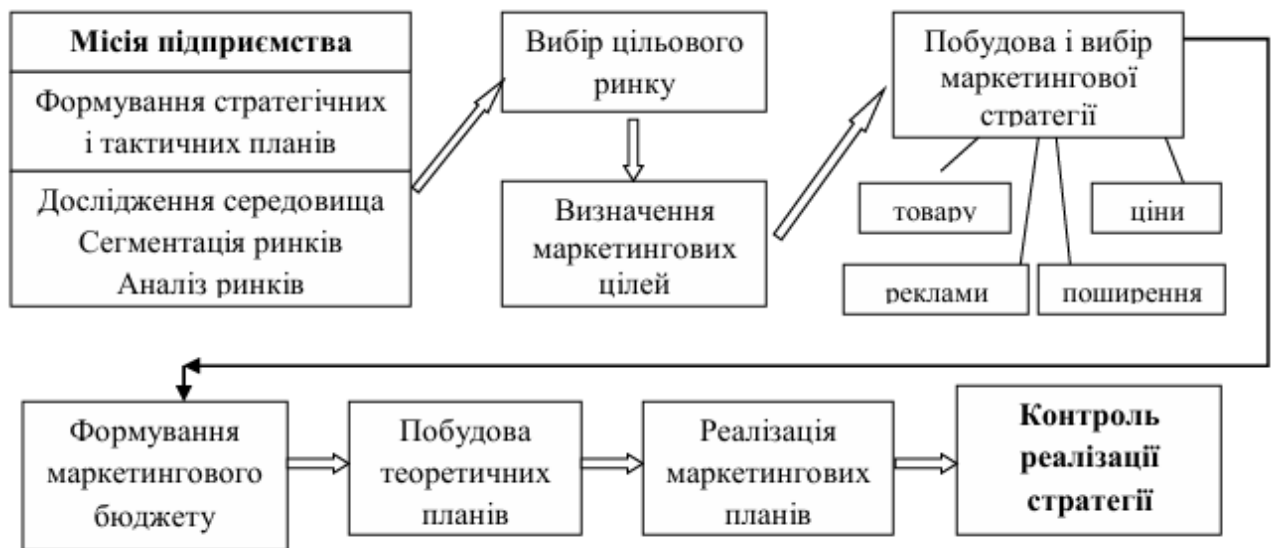 Місія підприємства
Формування стратегічних
і тактичних планів
Дослідження середовища
Сегментація ринків
Аналіз ринків
Вибір цільового
ринку
Визначення
маркетингових
цілей
Побудова і вибір
маркетингової
стратегії
товару
ціни
реклами
поширення
Формування
маркетингового
бюджету
Побудова
теоретичних
планів
Реалізація
маркетингових
планів
Контроль
реалізації
стратегії